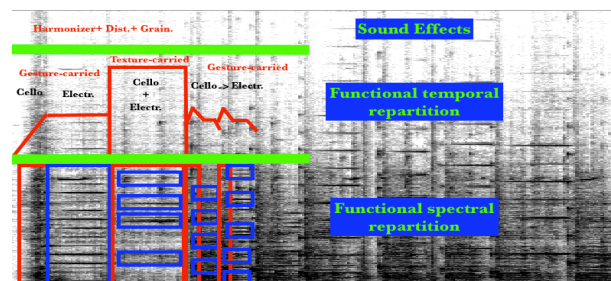 Harmonizer+ Dist.+ Grain.
Sound Effects
Texture-carried
Gesture-carried
Gesture-carried
Cello
Electr.
Cello
+
Electr.
Cello -> Electr.
Functional temporal
repartition
Functional spectral
repartition